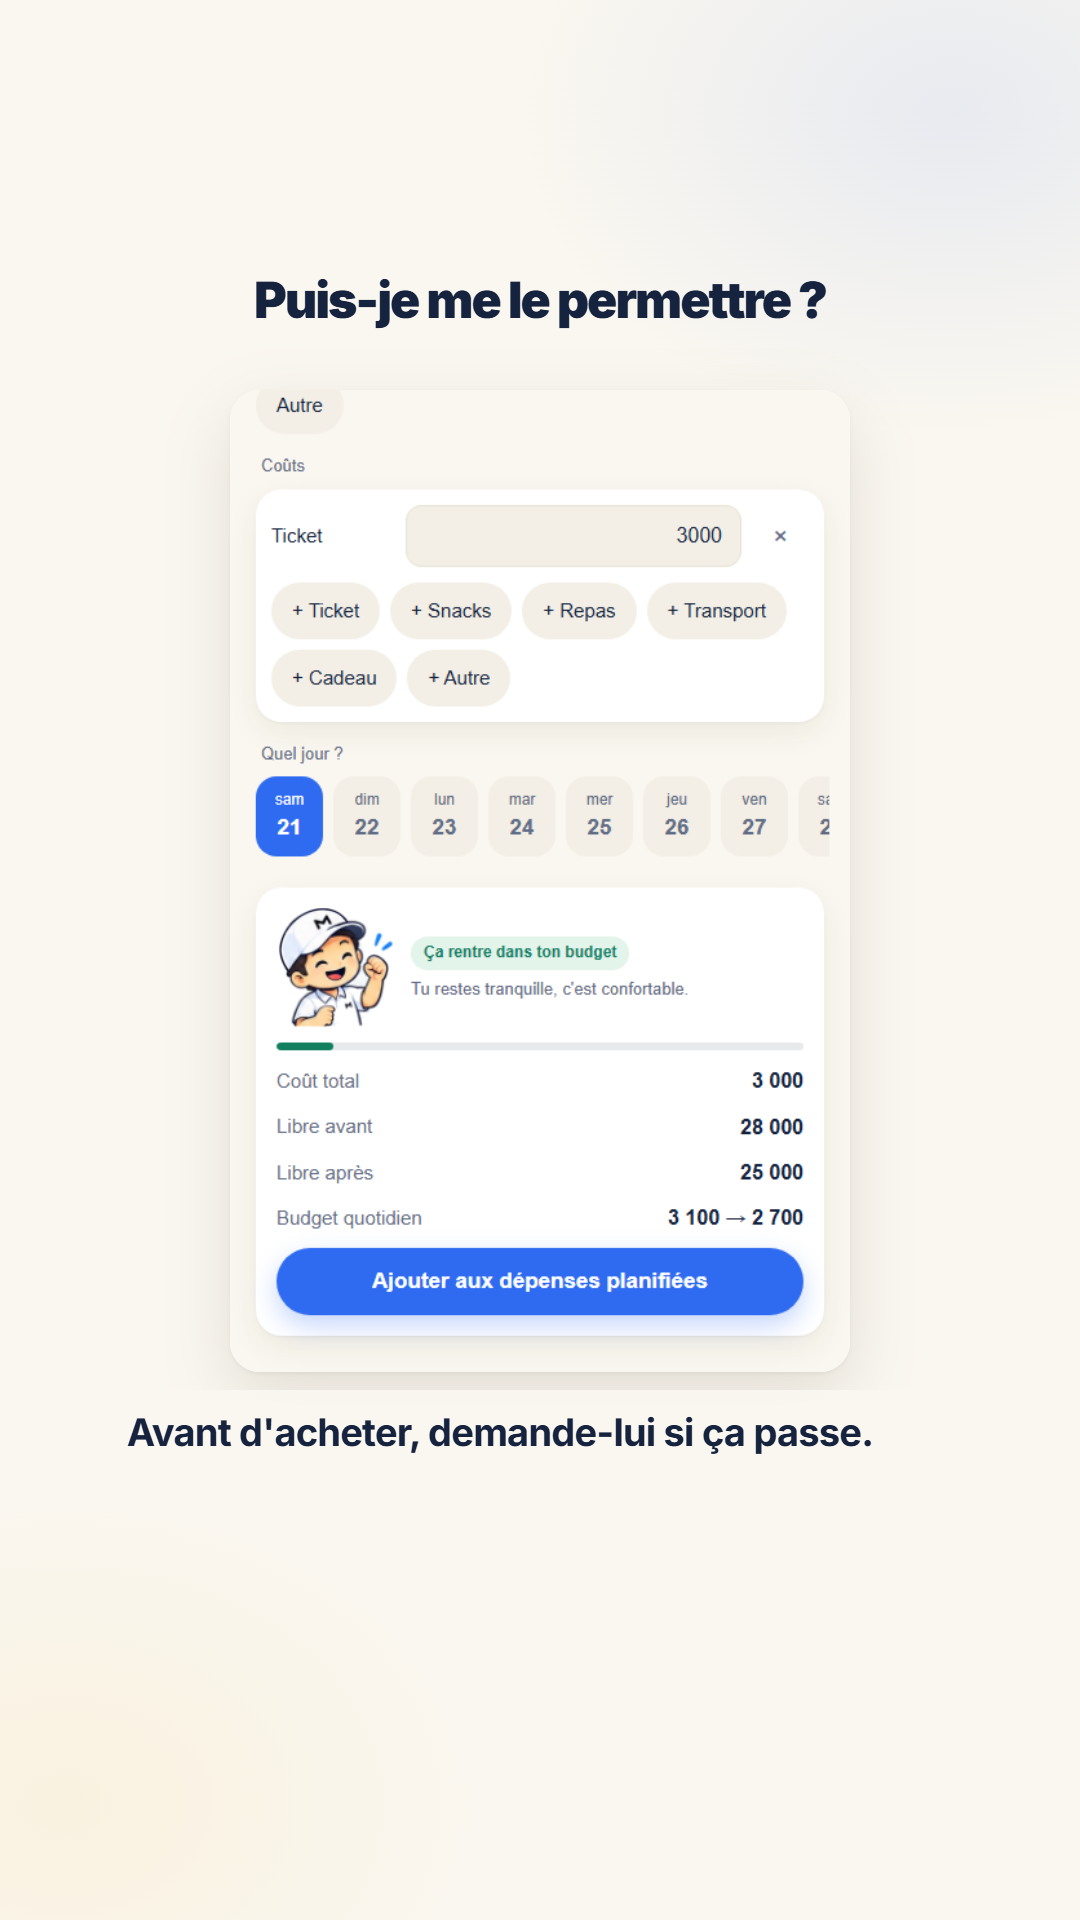 Puis-je me le permettre ?
Autre
Coûts
Ticket 3000 ×
+ Ticket + Snacks + Repas + Transport
+ Cadeau + Autre
Quel jour ?
sam dim lun mar mer jeu ven
21 22 23 24 25 26 27
M
Ça rentre dans ton budget
Tu restes tranquille, c'est confortable.
Coût total 3 000
Libre avant 28 000
Libre après 25 000
Budget quotidien 3 100 → 2 700
Ajouter aux dépenses planifiées
Avant d'acheter, demande-lui si ça passe.